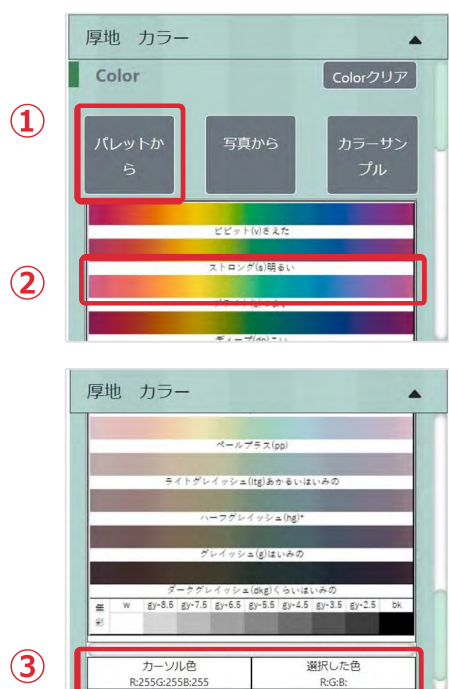 厚地 カラー ▲
Color Colorクリア
①
パレットか
ら
写真から
カラーサン
プル
ビビット(v)さえた
②
ストロング(s)明るい
ディープ(dp)こい
厚地 カラー ▲
ペールプラス(pp)
ライトグレイッシュ(ltg)あかるいはいみの
ハーフグレイッシュ(hg)*
グレイッシュ(g)はいみの
ダークグレイッシュ(dkg)くらいはいみの
無彩 w gy-8.5 gy-7.5 gy-6.5 gy-5.5 gy-4.5 gy-3.5 gy-2.5 bk
③
カーソル色 選択した色
R:255G:255B:255 R:G:B: